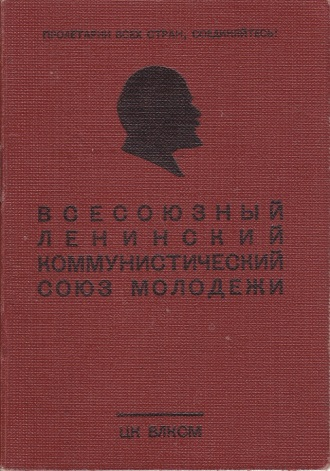 ПРОЛЕТАРИИ ВСЕХ СТРАН, СОЕДИНЯЙТЕСЬ!
ВСЕСОЮЗНЫЙ
ЛЕНИНСКИЙ
КОММУНИСТИЧЕСКИЙ
СОЮЗ МОЛОДЕЖИ
ЦК ВЛКСМ